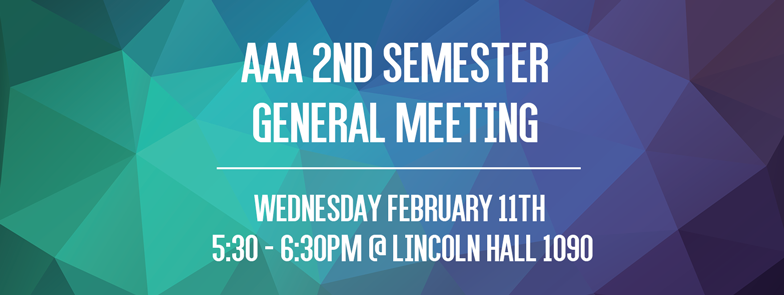 AAA 2ND SEMESTER
GENERAL MEETING
WEDNESDAY FEBRUARY 11TH
5:30 - 6:30PM @ LINCOLN HALL 1090